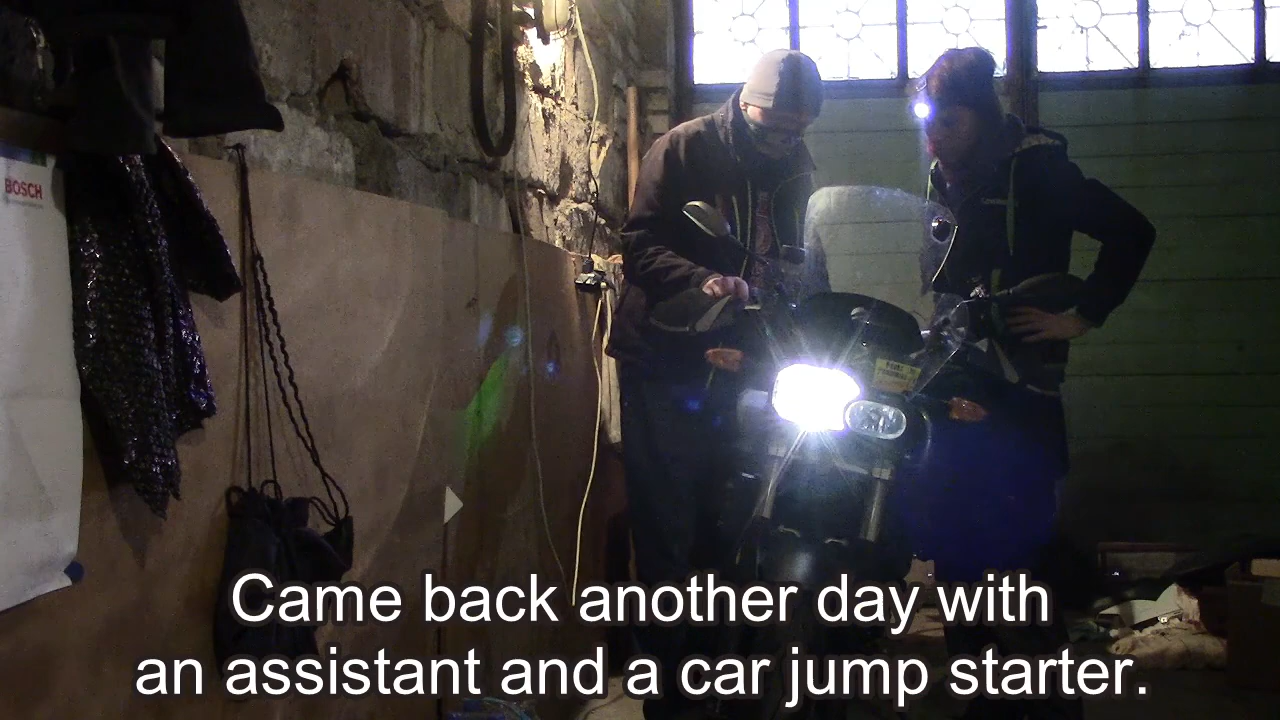 BOSCH
Came back another day with
an assistant and a car jump starter.